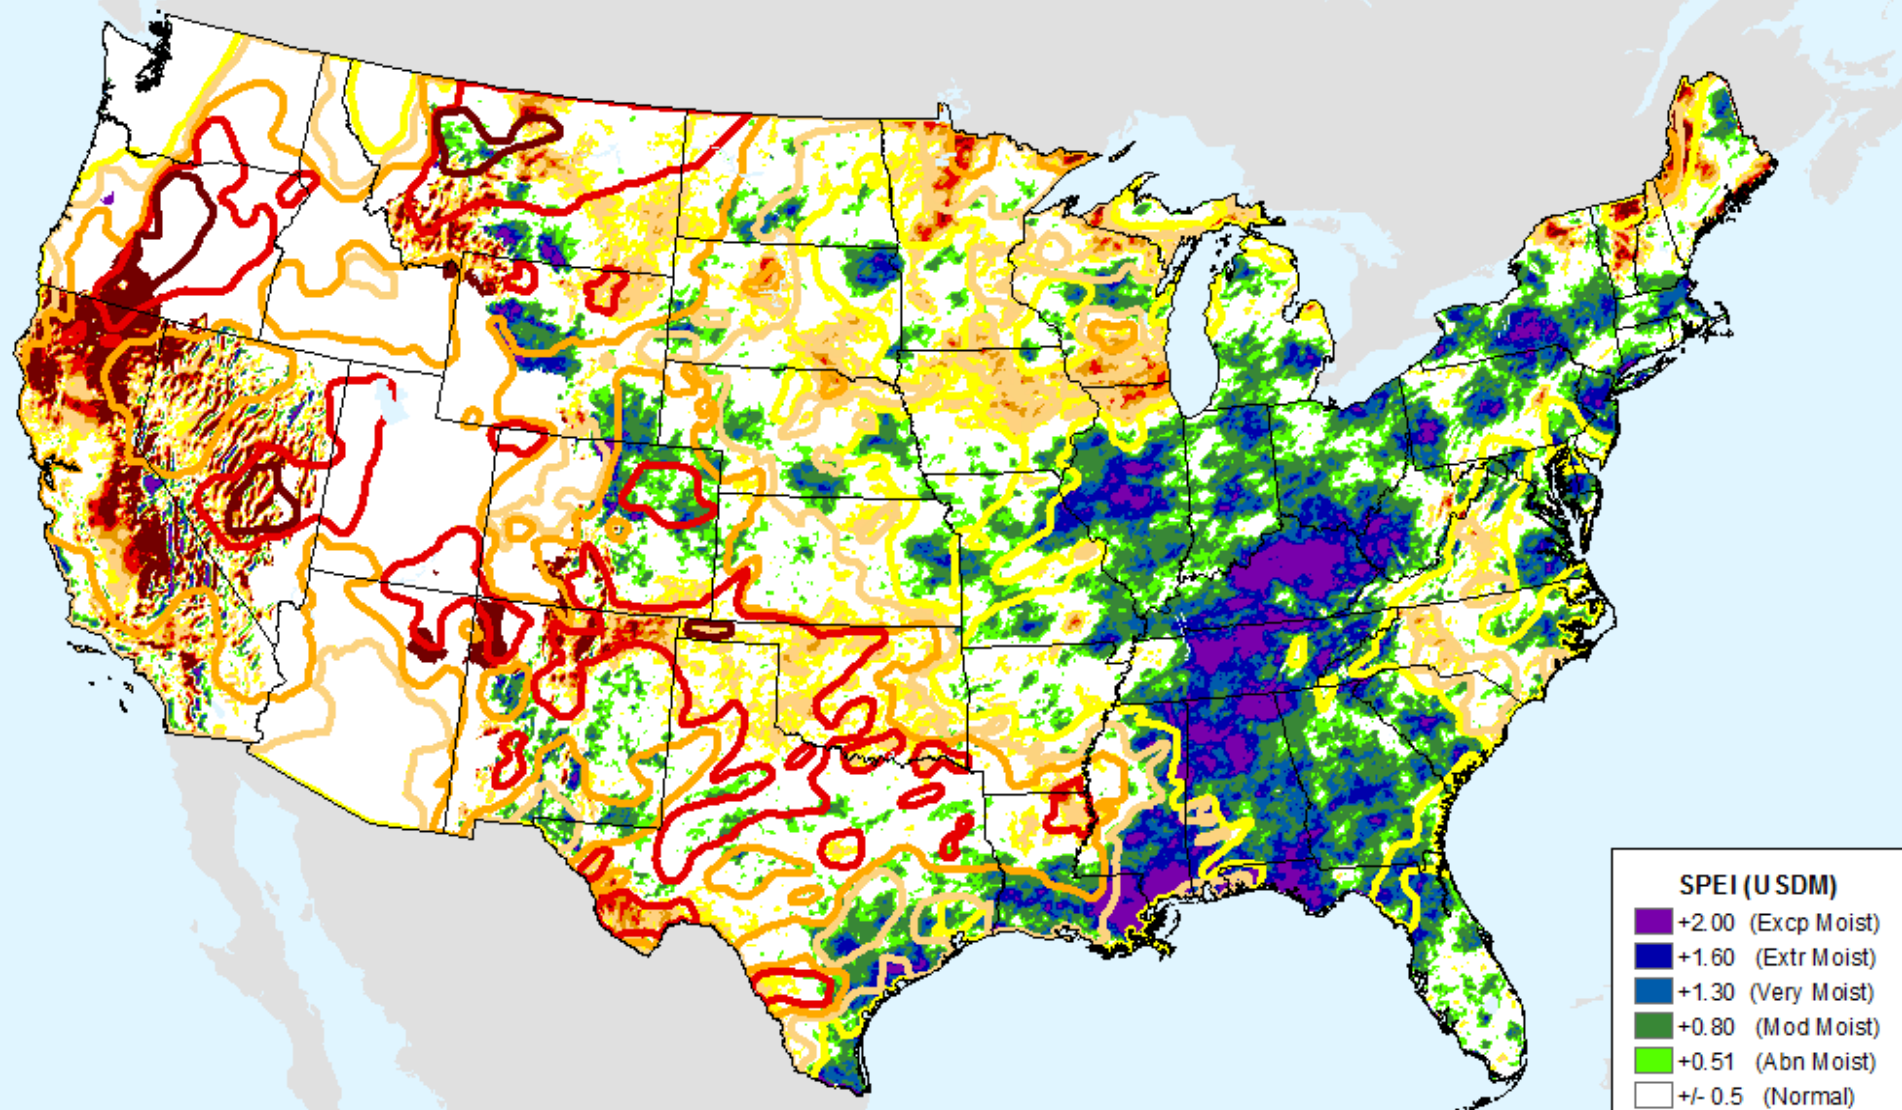 SPEI (USDM)
+2.00 (Excp Moist)
+1.60 (Extr Moist)
+1.30 (Very Moist)
+0.80 (Mod Moist)
+0.51 (Abn Moist)
+/- 0.5 (Normal)